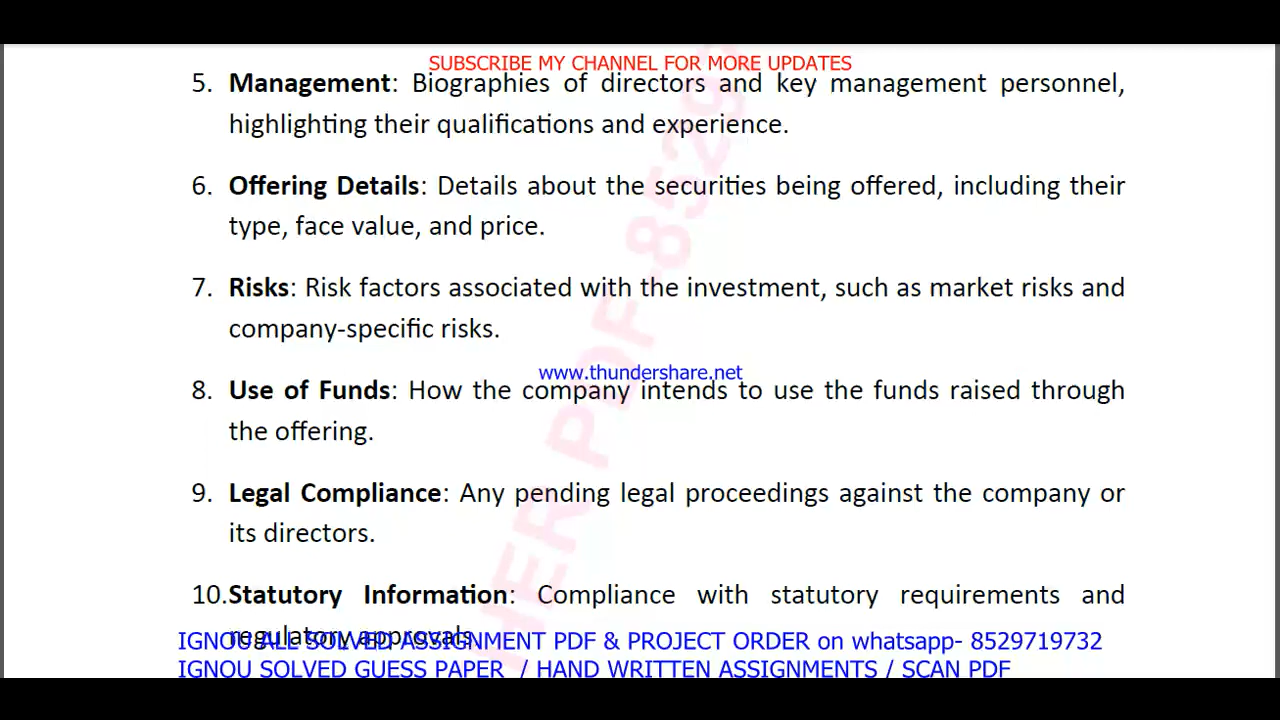 SUBSCRIBE MY CHANNEL FOR MORE UPDATES
5. Management: Biographies of directors and key management personnel,
highlighting their qualifications and experience.
6. Offering Details: Details about the securities being offered, including their
type, face value, and price.
7. Risks: Risk factors associated with the investment, such as market risks and
company-specific risks.
www.thundershare.net
8. Use of Funds: How the company intends to use the funds raised through
the offering.
9. Legal Compliance: Any pending legal proceedings against the company or
its directors.
10.Statutory Information: Compliance with statutory requirements and
regulatory approvals.
IGNOU ALL SOLVED ASSIGNMENT PDF & PROJECT ORDER on whatsapp- 8529719732
IGNOU SOLVED GUESS PAPER / HAND WRITTEN ASSIGNMENTS / SCAN PDF
HER PDF-8529